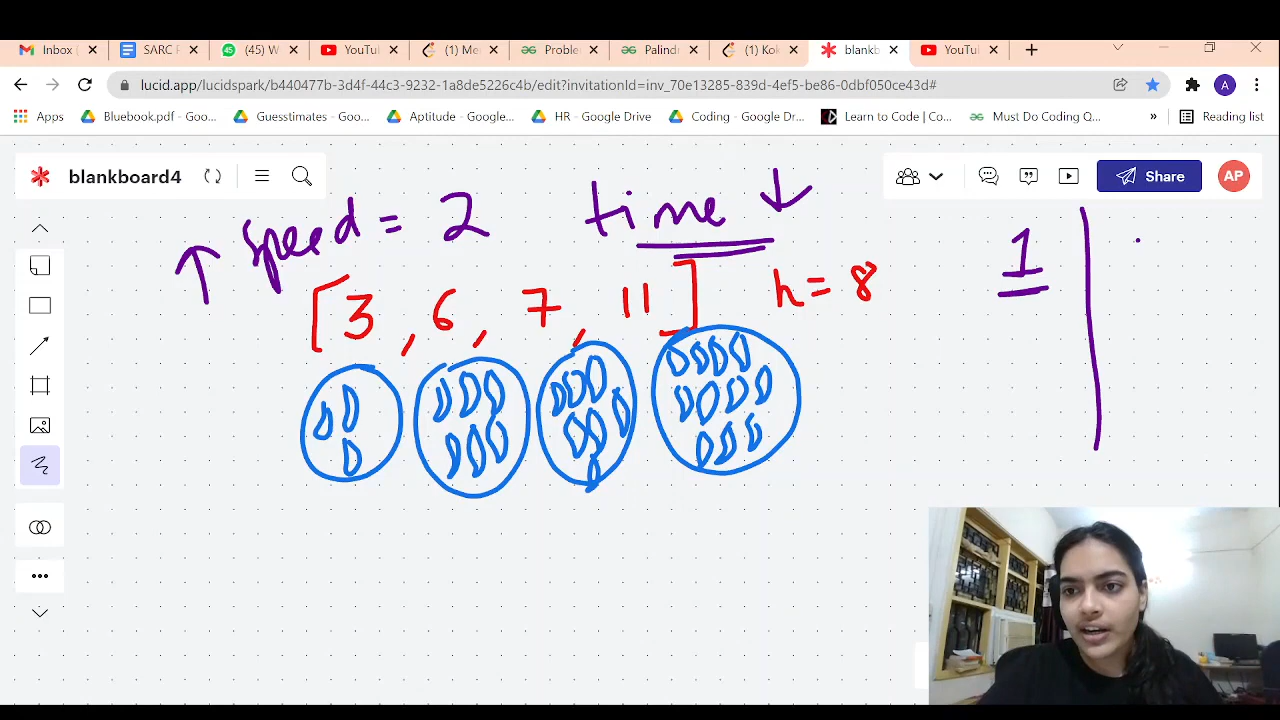 Inbox (
SARC F
(45) W
YouTu
(1) Me
Proble
Palind
(1) Kok
blankb
YouTu
lucid.app/lucidspark/b440477b-3d4f-44c3-9232-1a8de5226c4b/edit?invitationId=inv_70e13285-839d-4ef5-be86-0dbf050ce43d#
A
Apps
Bluebook.pdf - Goo...
Guesstimates - Goo...
Aptitude - Google...
HR - Google Drive
Coding - Google Dr...
Learn to Code | Co...
Must Do Coding Q...
»
Reading list
blankboard4
Share
AP
↑ speed = 2
time ↓
1
[3, 6, 7, 11]
h = 8